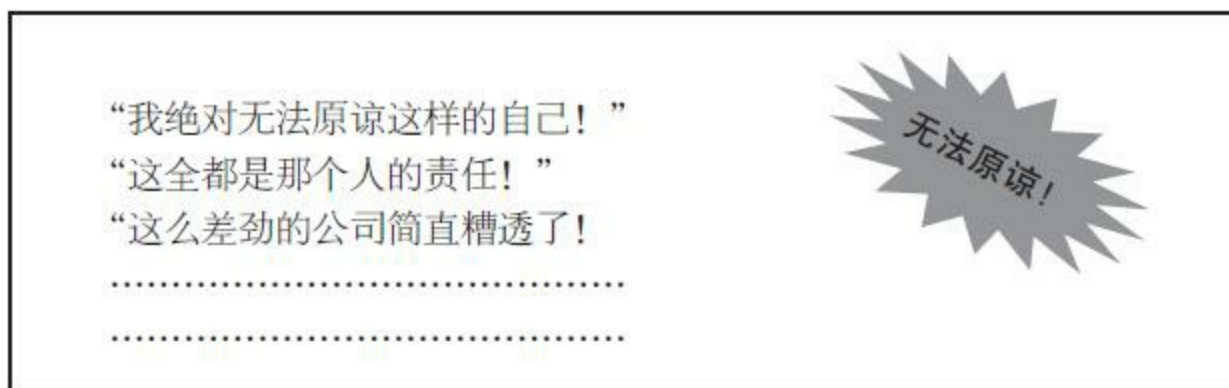 “我绝对无法原谅这样的自己！”
“这全都是那个人的责任！”
“这么差劲的公司简直糟透了！
………………………………………
………………………………………
无法原谅！